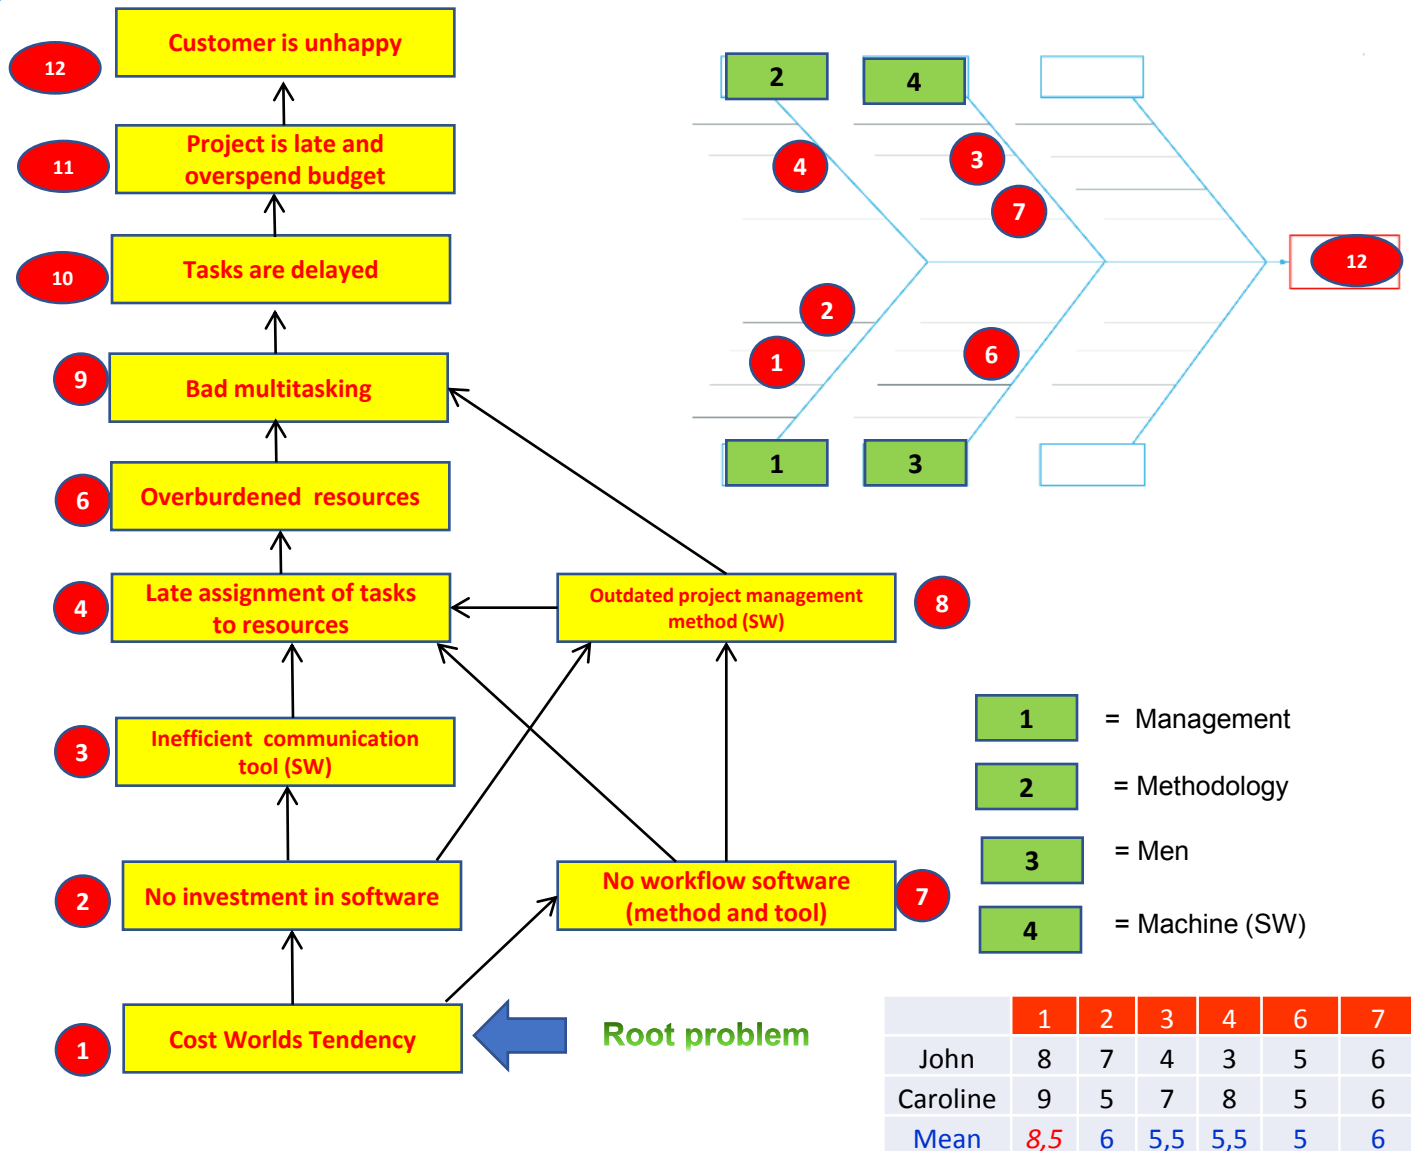 12
Customer is unhappy
11
Project is late and
overspend budget
10
Tasks are delayed
9
Bad multitasking
6
Overburdened resources
4
Late assignment of tasks
to resources
Outdated project management
method (SW)
8
3
Inefficient communication
tool (SW)
2
No investment in software
No workflow software
(method and tool)
7
1
Cost Worlds Tendency
Root problem
2
4
4
3
7
12
2
1
6
1
3
1 = Management
2 = Methodology
3 = Men
4 = Machine (SW)
1 2 3 4 6 7
John 8 7 4 3 5 6
Caroline 9 5 7 8 5 6
Mean 8,5 6 5,5 5,5 5 6